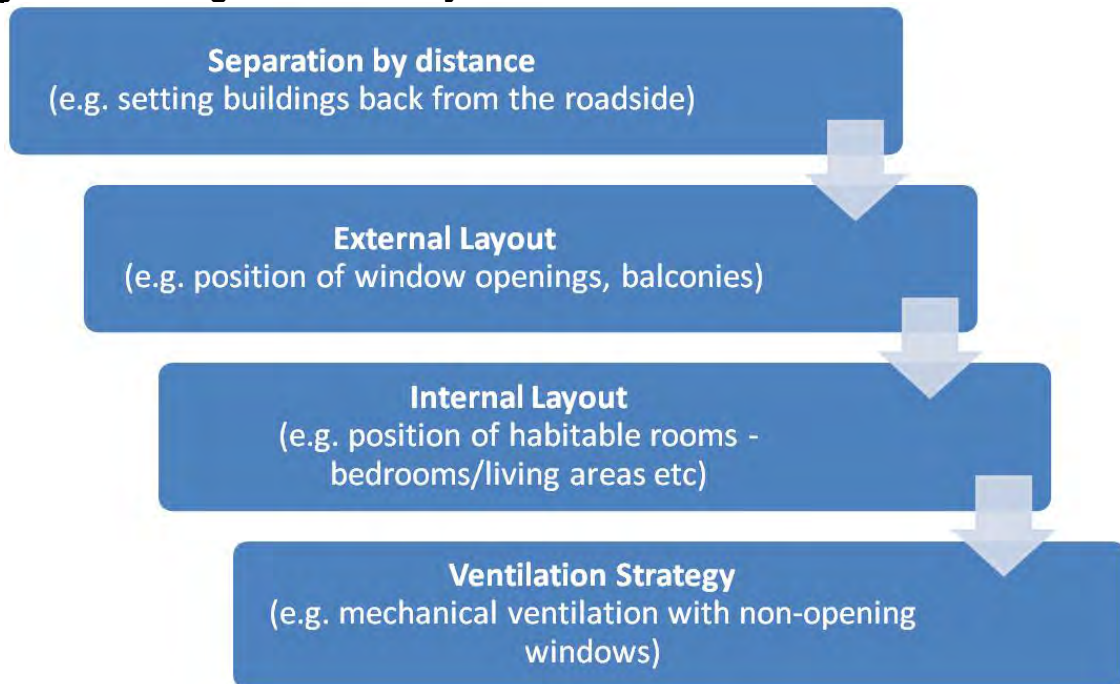 Separation by distance
(e.g. setting buildings back from the roadside)
External Layout
(e.g. position of window openings, balconies)
Internal Layout
(e.g. position of habitable rooms -
bedrooms/living areas etc)
Ventilation Strategy
(e.g. mechanical ventilation with non-opening
windows)